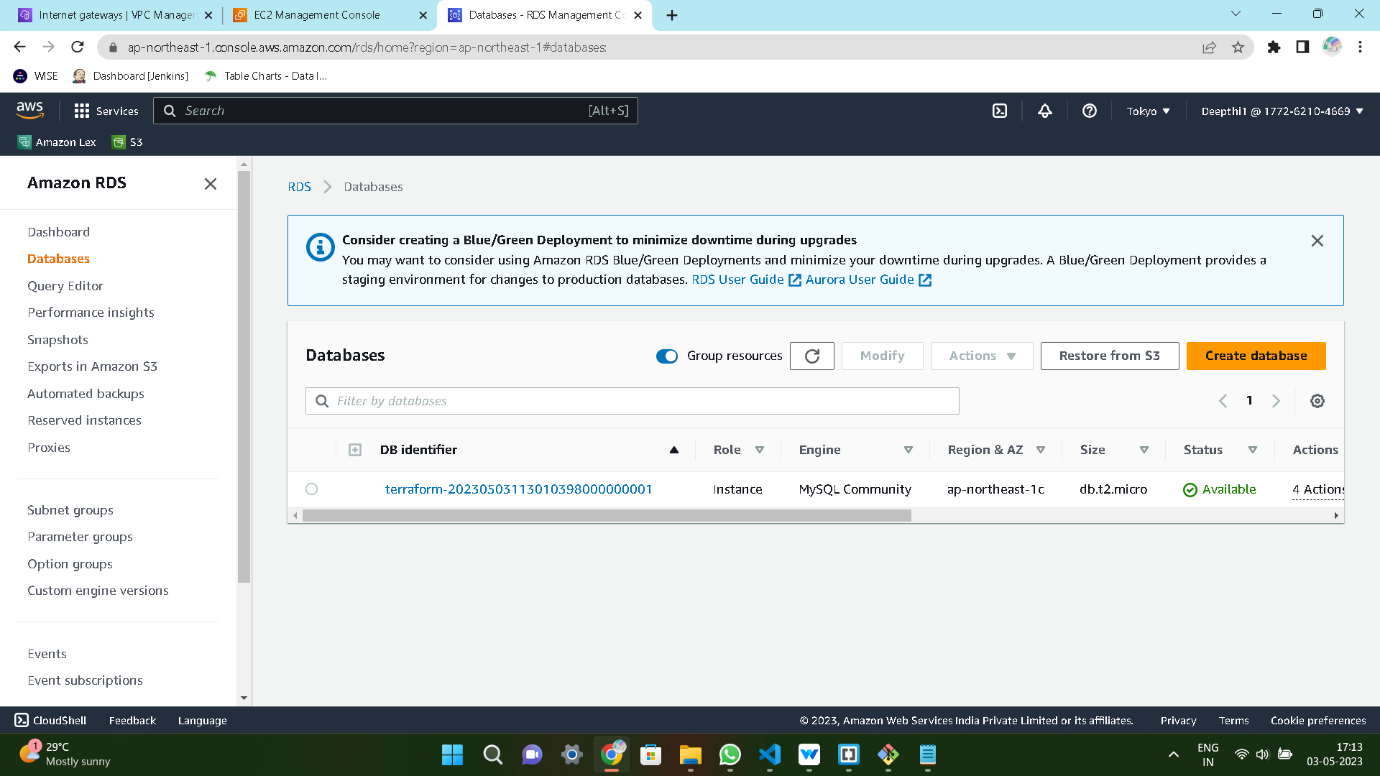 Internet gateways | VPC Manager
EC2 Management Console
Databases - RDS Management Co
ap-northeast-1.console.aws.amazon.com/rds/home?region=ap-northeast-1#databases:
WISE
Dashboard [Jenkins]
Table Charts - Data I...
aws
Services
Search
[Alt+S]
Tokyo
Deepthi1 @ 1772-6210-4669
Amazon Lex
S3
Amazon RDS
Dashboard
Databases
Query Editor
Performance insights
Snapshots
Exports in Amazon S3
Automated backups
Reserved instances
Proxies
Subnet groups
Parameter groups
Option groups
Custom engine versions
Events
Event subscriptions
RDS > Databases
Consider creating a Blue/Green Deployment to minimize downtime during upgrades
You may want to consider using Amazon RDS Blue/Green Deployments and minimize your downtime during upgrades. A Blue/Green Deployment provides a
staging environment for changes to production databases. RDS User Guide Aurora User Guide
Databases
Group resources
Modify
Actions
Restore from S3
Create database
Filter by databases
1
DB identifier Role Engine Region & AZ Size Status Actions
terraform-20230503113010398000000001 Instance MySQL Community ap-northeast-1c db.t2.micro Available 4 Actions
CloudShell Feedback Language
© 2023, Amazon Web Services India Private Limited or its affiliates. Privacy Terms Cookie preferences
1
29°C
Mostly sunny
ENG
IN
17:13
03-05-2023